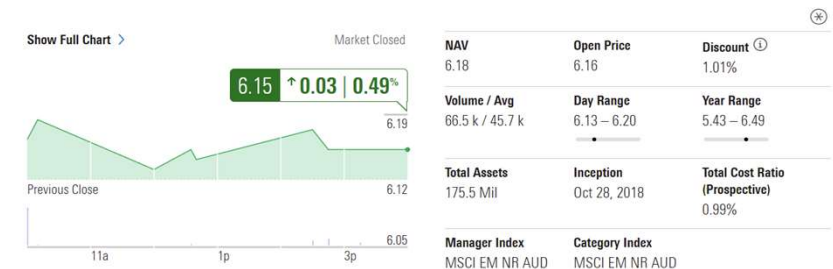 Show Full Chart >
Market Closed
6.15 ↑0.03 | 0.49%
6.19
Previous Close
6.12
6.05
11a 1p 3p
NAV Open Price Discount
6.18 6.16 1.01%
Volume / Avg Day Range Year Range
66.5 k / 45.7 k 6.13 – 6.20 5.43 – 6.49
Total Assets Inception Total Cost Ratio
(Prospective)
175.5 Mil Oct 28, 2018
0.99%
Manager Index Category Index
MSCI EM NR AUD MSCI EM NR AUD